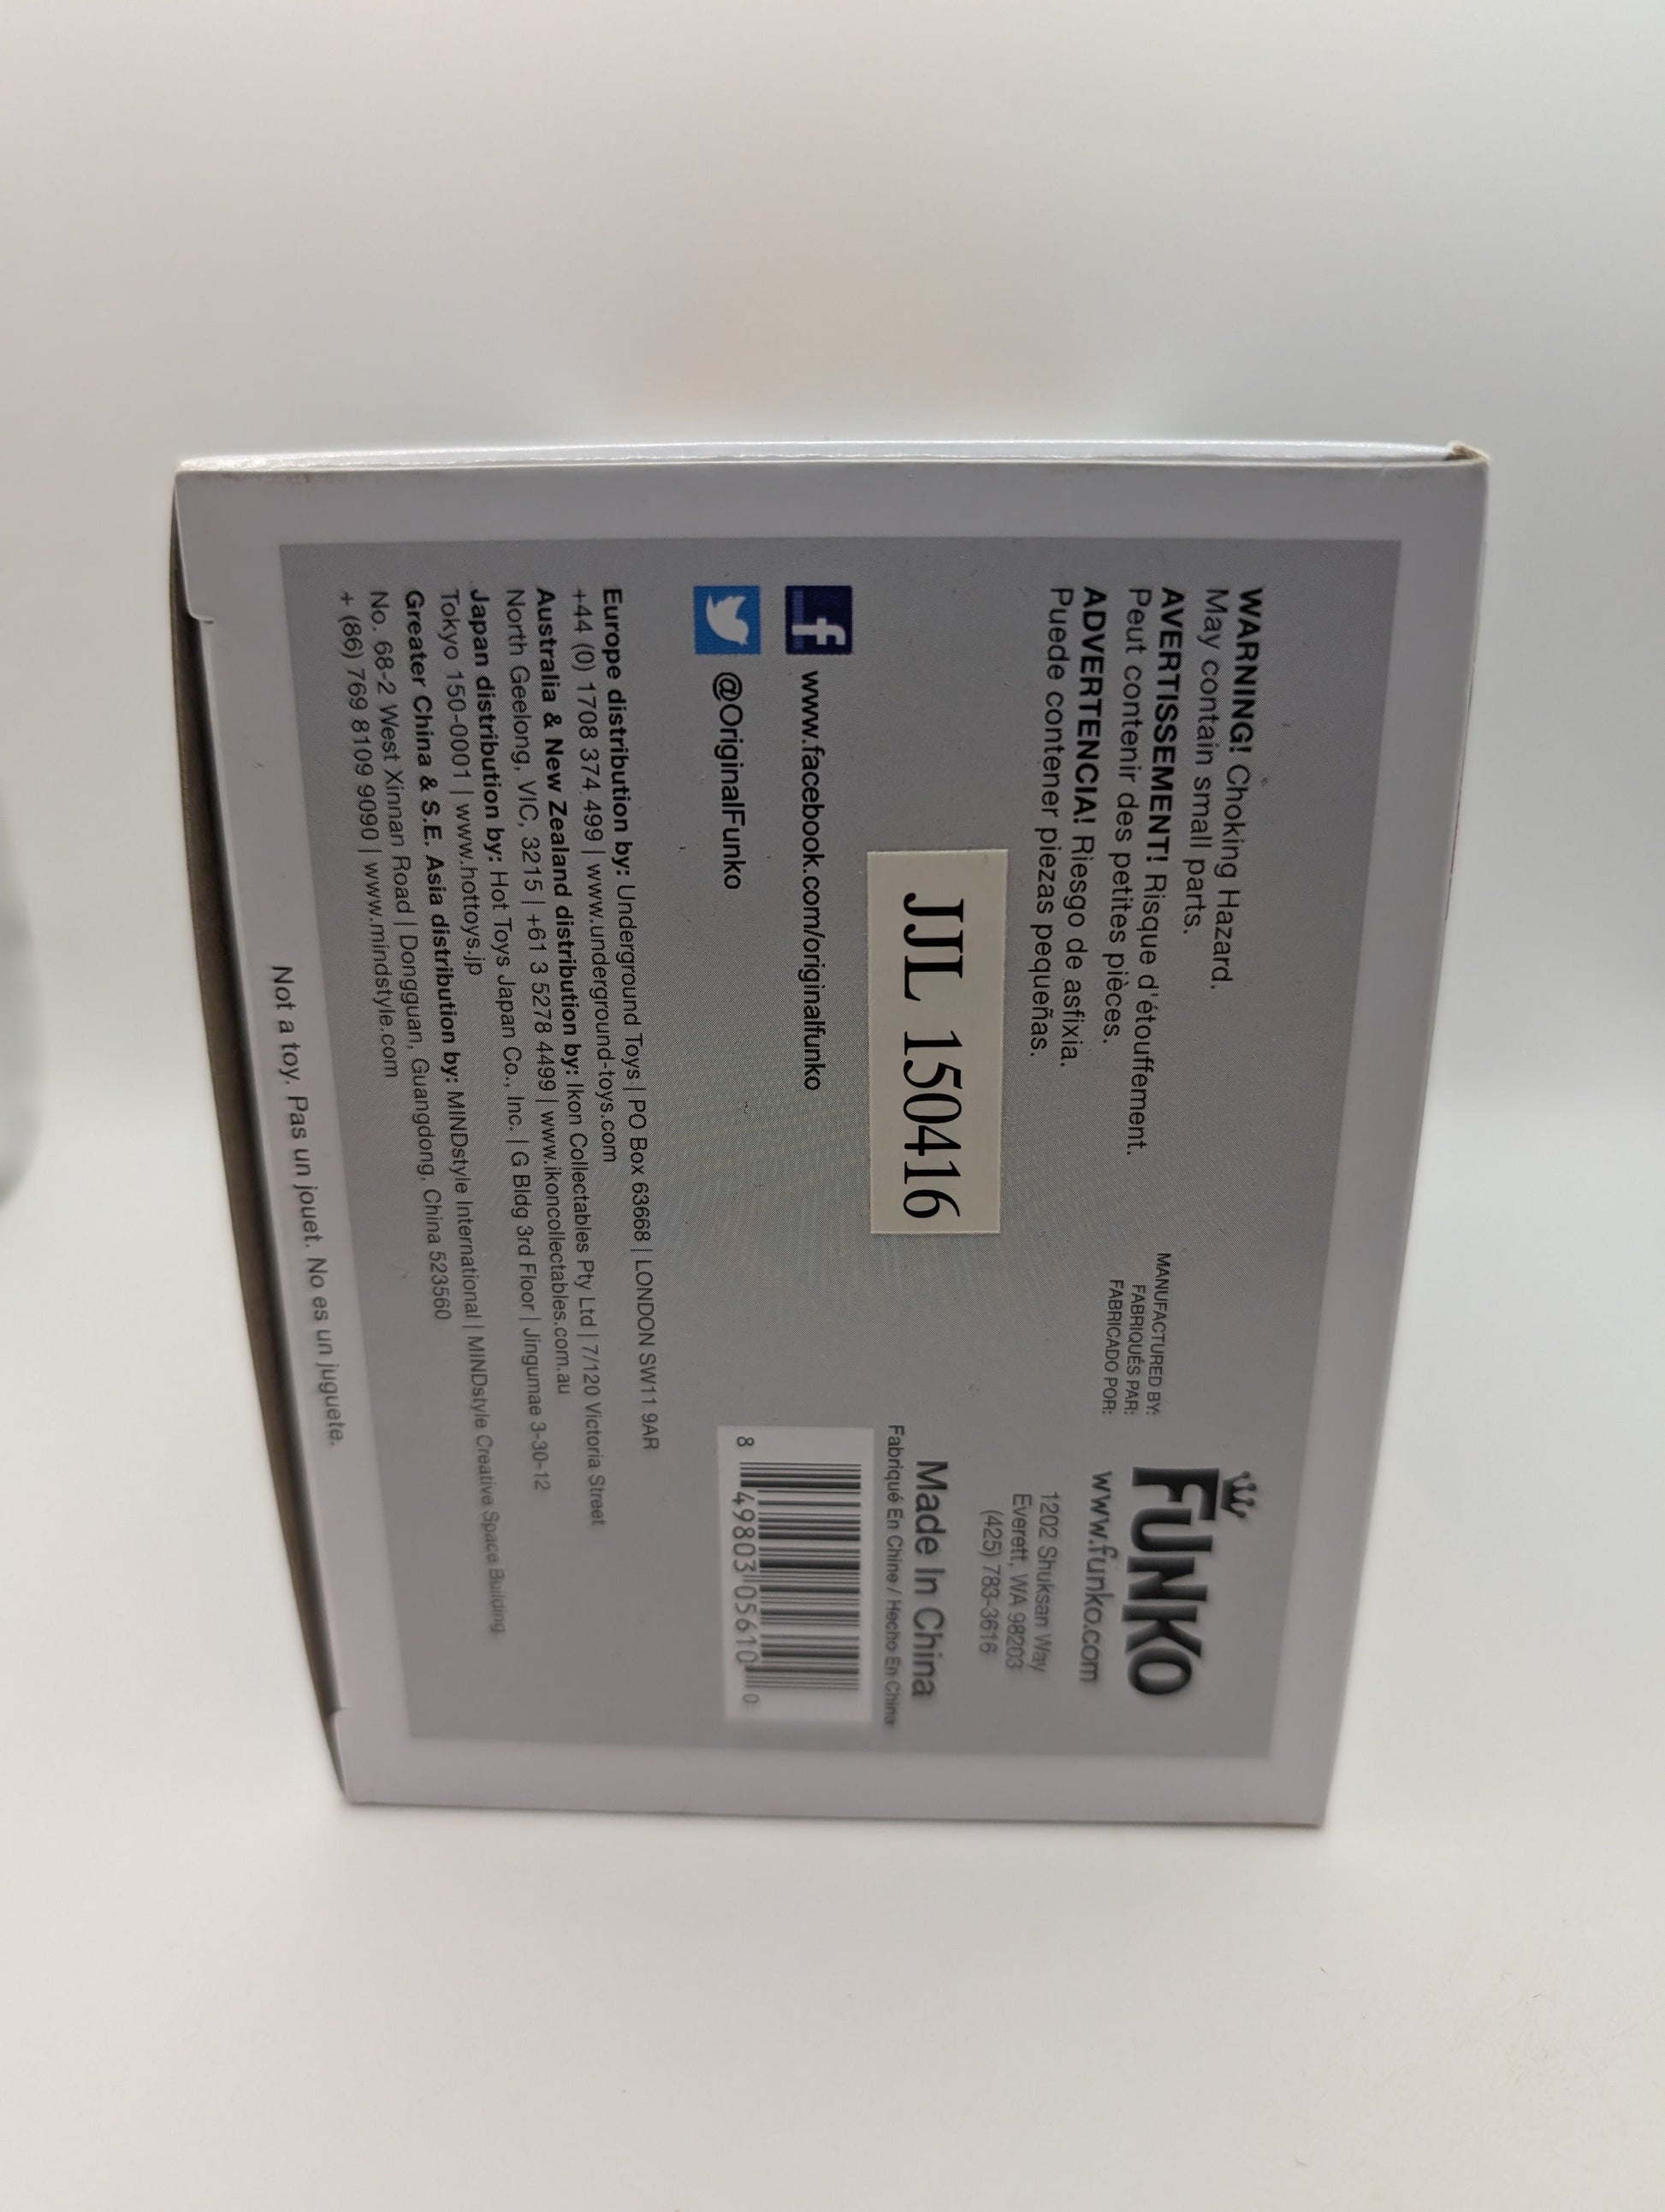 WARNING! Choking Hazard.
May contain small parts.
AVERTISSEMENT! Risque d'étouffement.
Peut contenir des petites pièces.
ADVERTENCIA! Riesgo de asfixia.
Puede contener piezas pequeñas.
MANUFACTURED BY:
FABRIQUÉS PAR:
FABRICADO POR:
FUNKO
www.funko.com
1202 Shuksan Way
Everett, WA 98203
(425) 783-3616
JJL 150416
Made In China
Fabriqué En Chine / Hecho En China
f www.facebook.com/originalfunko
@OriginalFunko
8 49803 05610 0
Europe distribution by: Underground Toys | PO Box 63668 | LONDON SW11 9AR
+44 (0) 1708 374 499 | www.underground-toys.com
Australia & New Zealand distribution by: Ikon Collectables Pty Ltd | 7/120 Victoria Street
North Geelong, VIC, 3215 | +61 3 5278 4499 | www.ikoncollectables.com.au
Japan distribution by: Hot Toys Japan Co., Inc. | G Bldg 3rd Floor | Jingumae 3-30-12
Tokyo 150-0001 | www.hottoys.jp
Greater China & S.E. Asia distribution by: MINDstyle International | MINDstyle Creative Space Building,
No. 68-2 West Xinnan Road | Dongguan, Guangdong, China 523560
+ (86) 769 8109 9090 | www.mindstyle.com
Not a toy. Pas un jouet. No es un juguete.